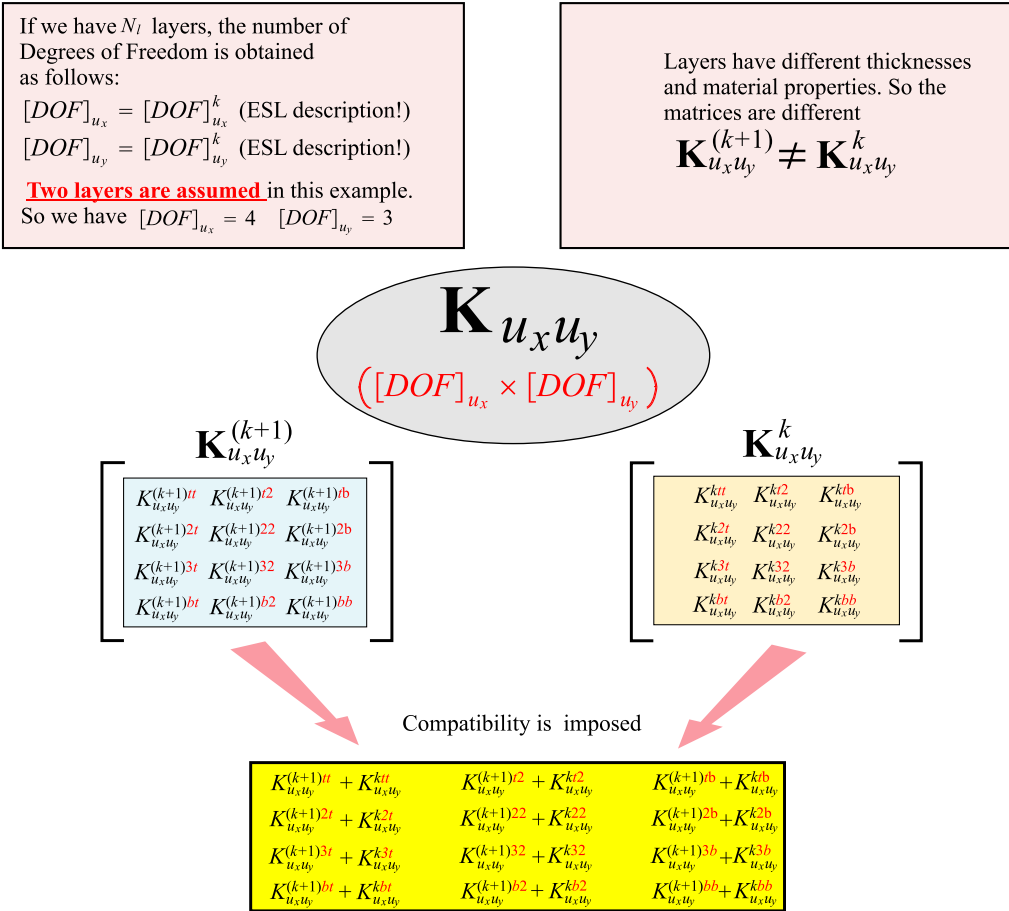 If we have N_l layers, the number of
Degrees of Freedom is obtained
as follows:
[DOF]_{u_x} = [DOF]^k_{u_x} (ESL description!)
[DOF]_{u_y} = [DOF]^k_{u_y} (ESL description!)
Two layers are assumed in this example.
So we have [DOF]_{u_x} = 4 [DOF]_{u_y} = 3
Layers have different thicknesses
and material properties. So the
matrices are different
K^{(k+1)}_{u_x u_y} ≠ K^k_{u_x u_y}
K_{u_x u_y}
([DOF]_{u_x} × [DOF]_{u_y})
K^{(k+1)}_{u_x u_y}
K^{(k+1)tt}_{u_x u_y} K^{(k+1)t2}_{u_x u_y} K^{(k+1)tb}_{u_x u_y}
K^{(k+1)2t}_{u_x u_y} K^{(k+1)22}_{u_x u_y} K^{(k+1)2b}_{u_x u_y}
K^{(k+1)3t}_{u_x u_y} K^{(k+1)32}_{u_x u_y} K^{(k+1)3b}_{u_x u_y}
K^{(k+1)bt}_{u_x u_y} K^{(k+1)b2}_{u_x u_y} K^{(k+1)bb}_{u_x u_y}
K^k_{u_x u_y}
K^{ktt}_{u_x u_y} K^{kt2}_{u_x u_y} K^{ktb}_{u_x u_y}
K^{k2t}_{u_x u_y} K^{k22}_{u_x u_y} K^{k2b}_{u_x u_y}
K^{k3t}_{u_x u_y} K^{k32}_{u_x u_y} K^{k3b}_{u_x u_y}
K^{kbt}_{u_x u_y} K^{kb2}_{u_x u_y} K^{kbb}_{u_x u_y}
Compatibility is imposed
K^{(k+1)tt}_{u_x u_y} + K^{ktt}_{u_x u_y} K^{(k+1)t2}_{u_x u_y} + K^{kt2}_{u_x u_y} K^{(k+1)tb}_{u_x u_y} + K^{ktb}_{u_x u_y}
K^{(k+1)2t}_{u_x u_y} + K^{k2t}_{u_x u_y} K^{(k+1)22}_{u_x u_y} + K^{k22}_{u_x u_y} K^{(k+1)2b}_{u_x u_y} + K^{k2b}_{u_x u_y}
K^{(k+1)3t}_{u_x u_y} + K^{k3t}_{u_x u_y} K^{(k+1)32}_{u_x u_y} + K^{k32}_{u_x u_y} K^{(k+1)3b}_{u_x u_y} + K^{k3b}_{u_x u_y}
K^{(k+1)bt}_{u_x u_y} + K^{kbt}_{u_x u_y} K^{(k+1)b2}_{u_x u_y} + K^{kb2}_{u_x u_y} K^{(k+1)bb}_{u_x u_y} + K^{kbb}_{u_x u_y}